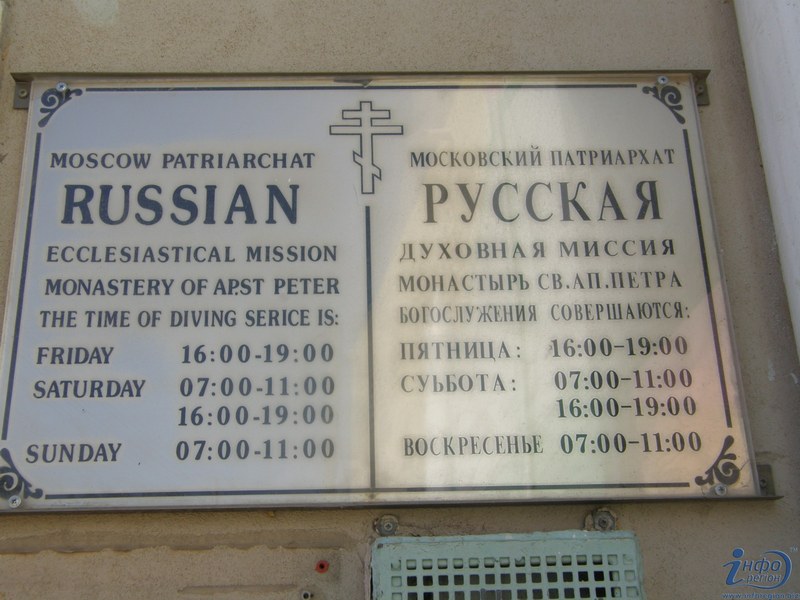 MOSCOW PATRIARCHAT
RUSSIAN
ECCLESIASTICAL MISSION
MONASTERY OF AP.ST PETER
THE TIME OF DIVING SERICE IS:
FRIDAY 16:00-19:00
SATURDAY 07:00-11:00
16:00-19:00
SUNDAY 07:00-11:00
МОСКОВСКИЙ ПАТРИАРХАТ
РУССКАЯ
ДУХОВНАЯ МИССИЯ
МОНАСТЫРЬ СВ.АП.ПЕТРА
БОГОСЛУЖЕНИЯ СОВЕРШАЮТСЯ:
ПЯТНИЦА: 16:00-19:00
СУЬБОТА: 07:00-11:00
16:00-19:00
ВОСКРЕСЕНЬЕ 07:00-11:00
инфо
регион